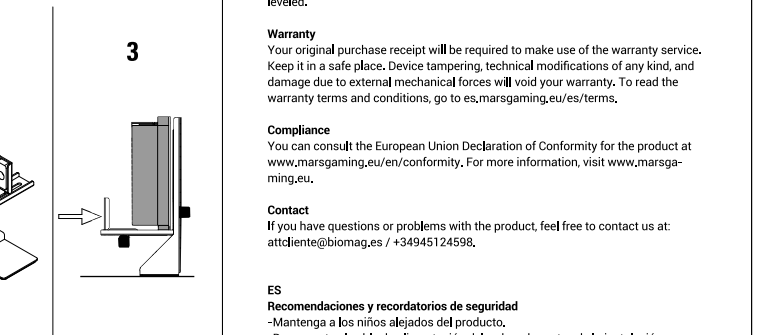 leveled.
3
Warranty
Your original purchase receipt will be required to make use of the warranty service.
Keep it in a safe place. Device tampering, technical modifications of any kind, and
damage due to external mechanical forces will void your warranty. To read the
warranty terms and conditions, go to es.marsgaming.eu/es/terms.
Compliance
You can consult the European Union Declaration of Conformity for the product at
www.marsgaming.eu/en/conformity. For more information, visit www.marsga-
ming.eu.
Contact
If you have questions or problems with the product, feel free to contact us at:
attcliente@biomag.es / +34945124598.
ES
Recomendaciones y recordatorios de seguridad
-Mantenga a los niños alejados del producto.